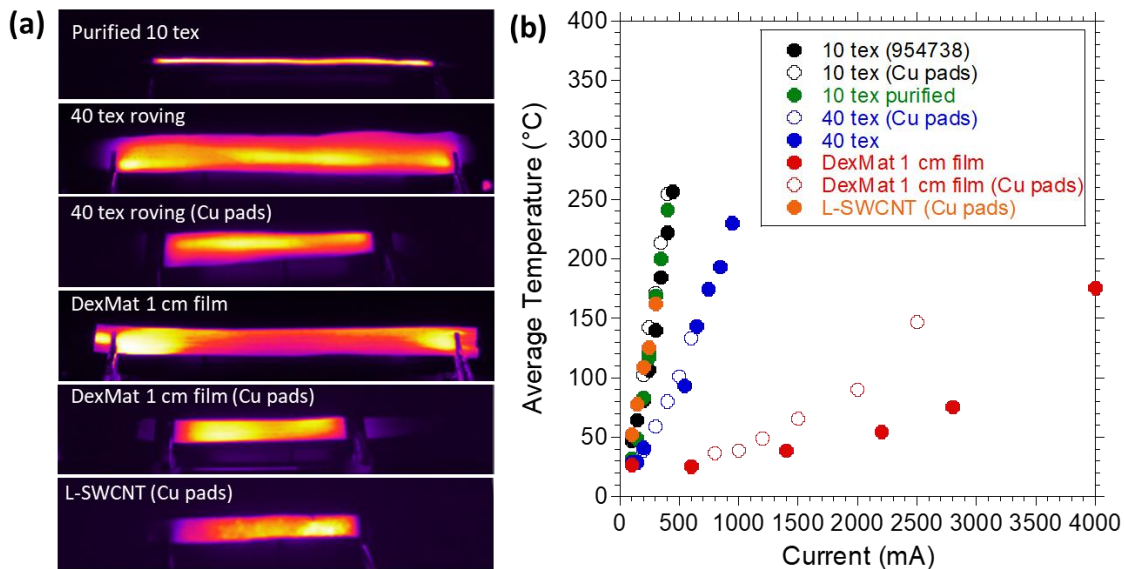 (a)
Purified 10 tex
40 tex roving
40 tex roving (Cu pads)
DexMat 1 cm film
DexMat 1 cm film (Cu pads)
L-SWCNT (Cu pads)
(b)
400
350
300
250
200
150
100
50
0
Average Temperature (°C)
10 tex (954738)
10 tex (Cu pads)
10 tex purified
40 tex (Cu pads)
40 tex
DexMat 1 cm film
DexMat 1 cm film (Cu pads)
L-SWCNT (Cu pads)
0 500 1000 1500 2000 2500 3000 3500 4000
Current (mA)